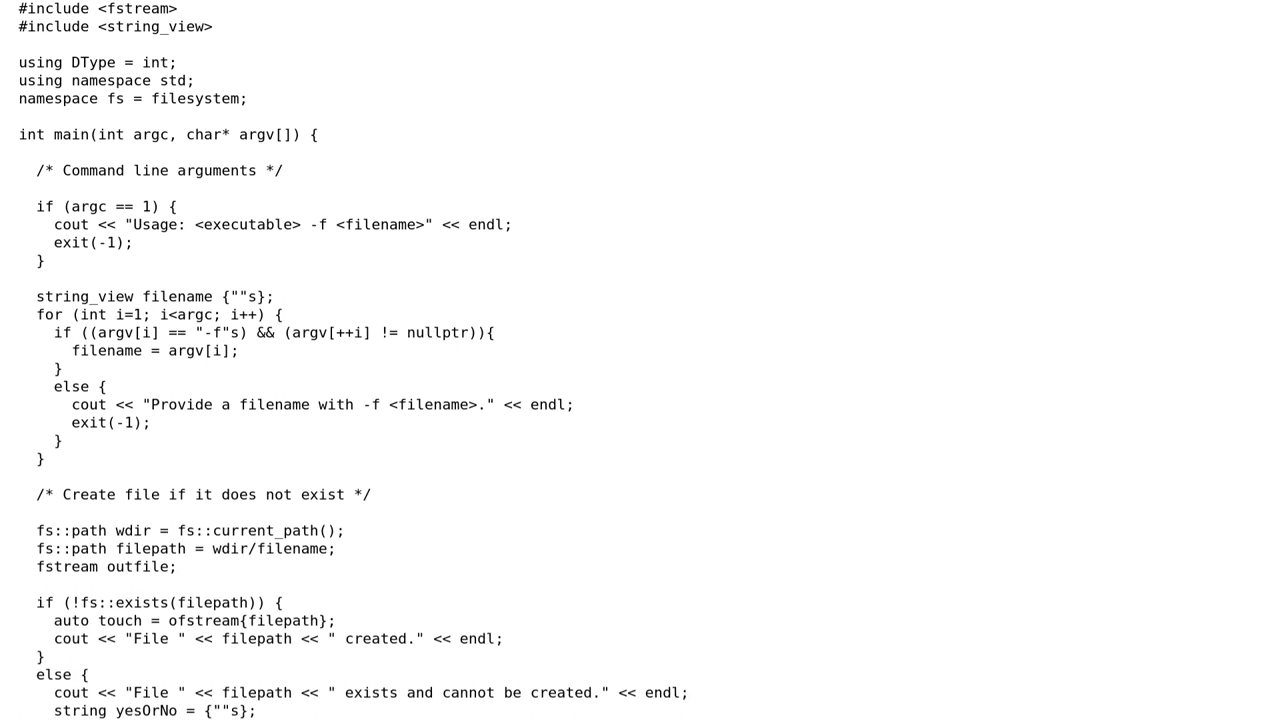 #include <fstream>
#include <string_view>

using DType = int;
using namespace std;
namespace fs = filesystem;

int main(int argc, char* argv[]) {

  /* Command line arguments */

  if (argc == 1) {
    cout << "Usage: <executable> -f <filename>" << endl;
    exit(-1);
  }

  string_view filename {""s};
  for (int i=1; i<argc; i++) {
    if ((argv[i] == "-f"s) && (argv[++i] != nullptr)){
      filename = argv[i];
    }
    else {
      cout << "Provide a filename with -f <filename>." << endl;
      exit(-1);
    }
  }

  /* Create file if it does not exist */

  fs::path wdir = fs::current_path();
  fs::path filepath = wdir/filename;
  fstream outfile;

  if (!fs::exists(filepath)) {
    auto touch = ofstream{filepath};
    cout << "File " << filepath << " created." << endl;
  }
  else {
    cout << "File " << filepath << " exists and cannot be created." << endl;
    string yesOrNo = {""s};